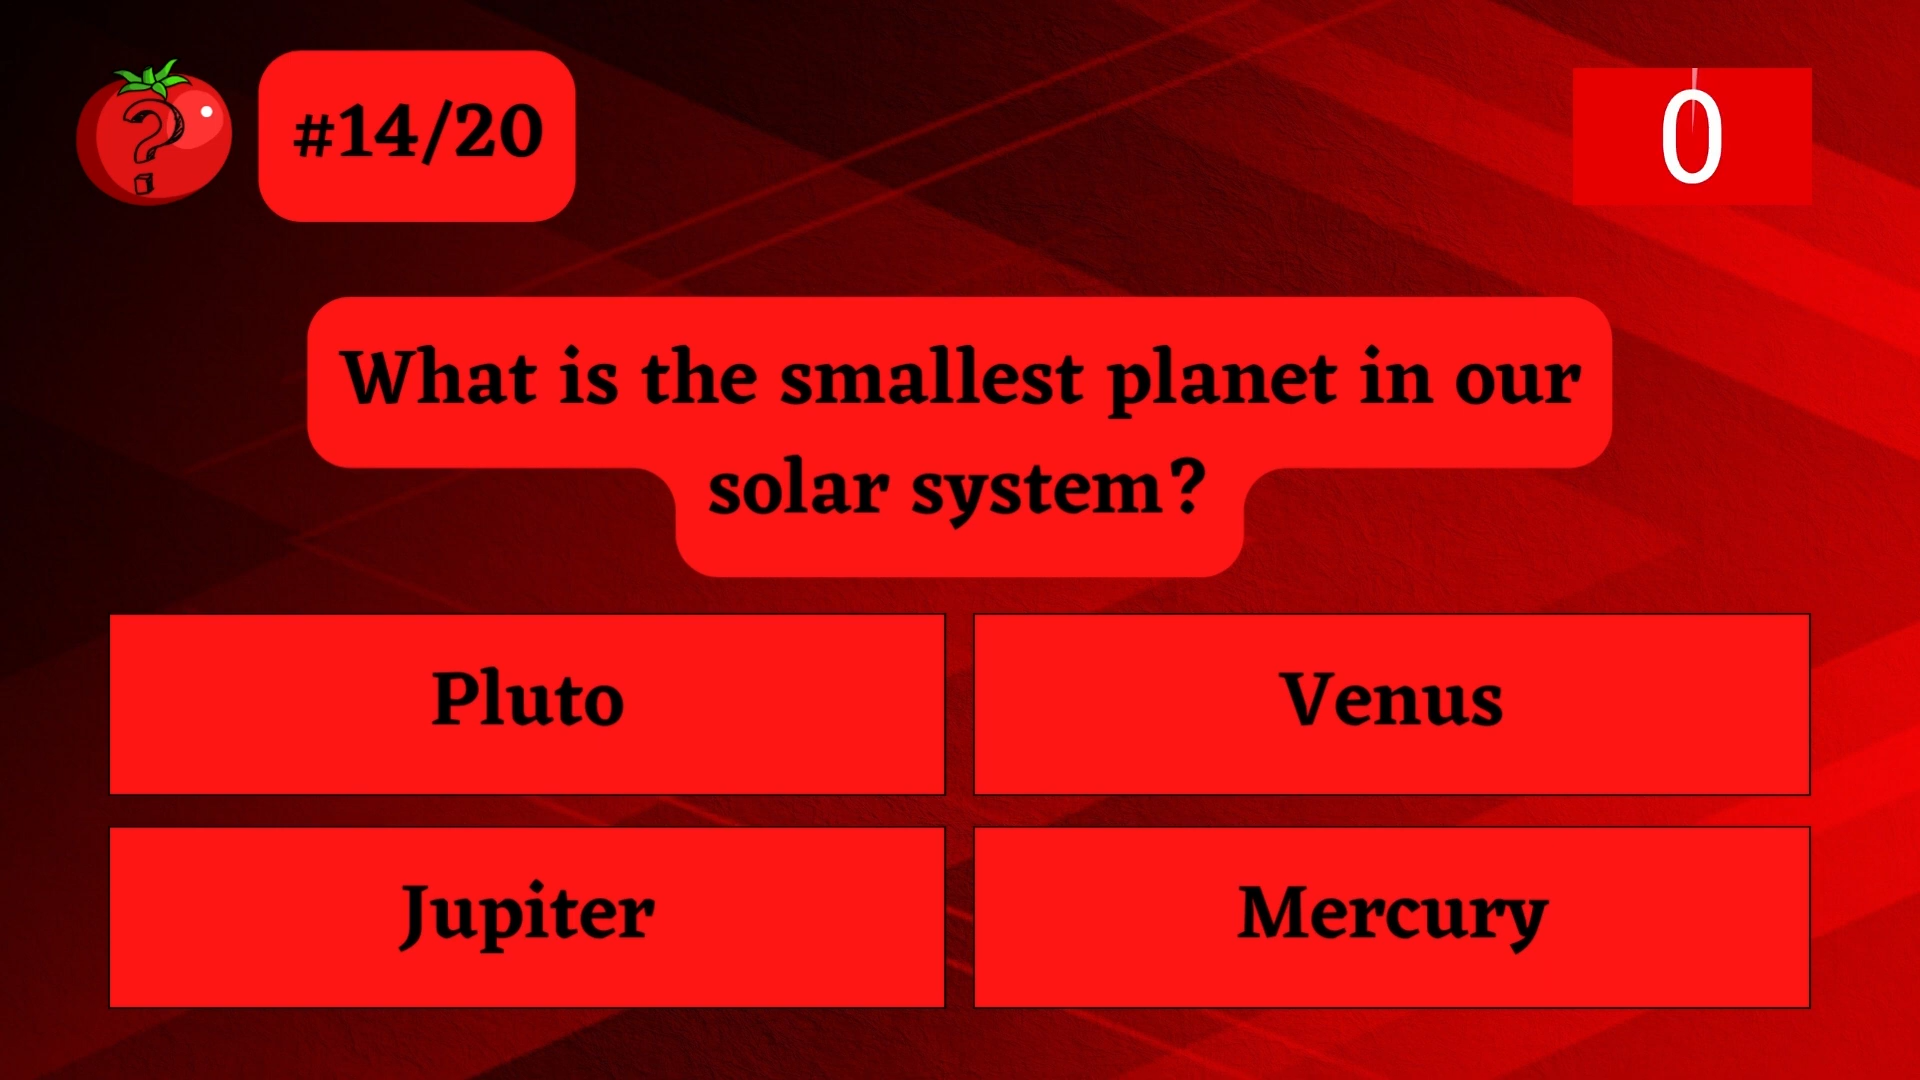 ?
#14/20
0
What is the smallest planet in our
solar system?
Pluto
Venus
Jupiter
Mercury